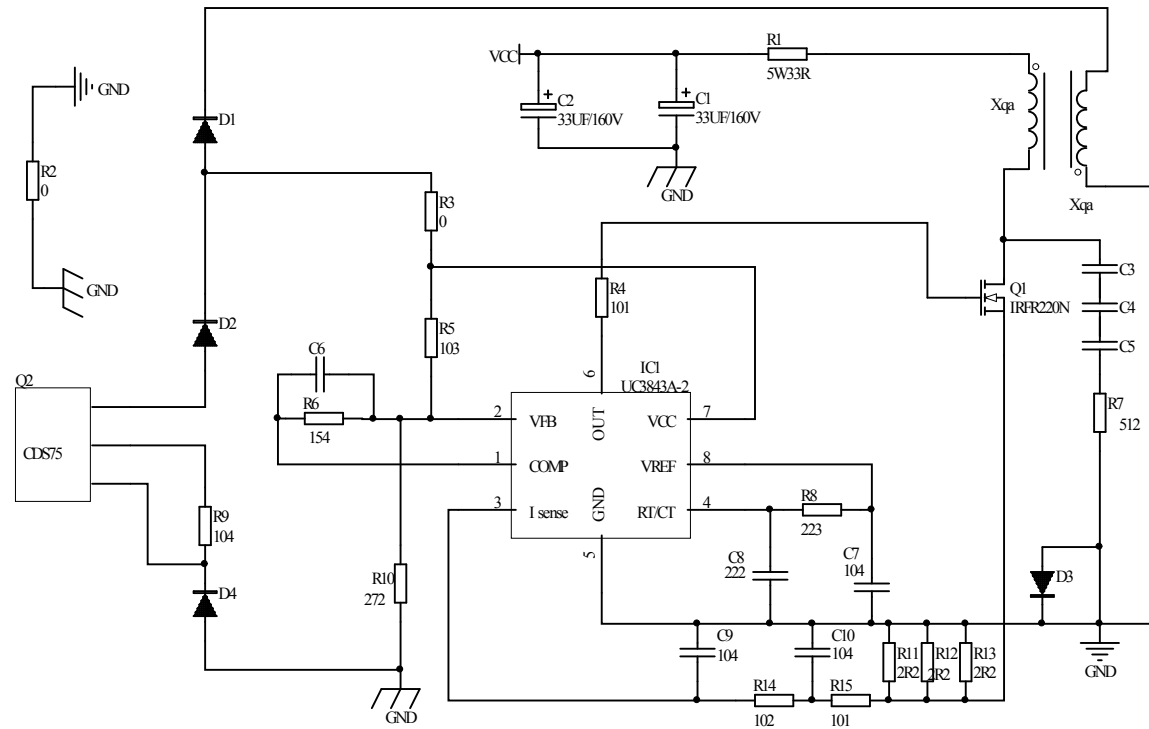 R1
VCC
5W33R
GND
C2
33UF/160V
C1
33UF/160V
Xqa
D1
R2
0
GND
R3
0
Xqa
GND
R4
101
Q1
IRFR220N
C3
C4
C5
D2
R5
103
C6
IC1
UC3843A-2
6
Q2
R6
154
R7
512
2
VFB
OUT
VCC
7
CDS75
1
COMP
VREF
8
3
I sense
GND
RT/CT
4
R8
223
R9
104
5
C8
222
C7
104
R10
272
D3
D4
C9
104
C10
104
R11
2R2
R12
2R2
R13
2R2
GND
R14
102
R15
101
GND